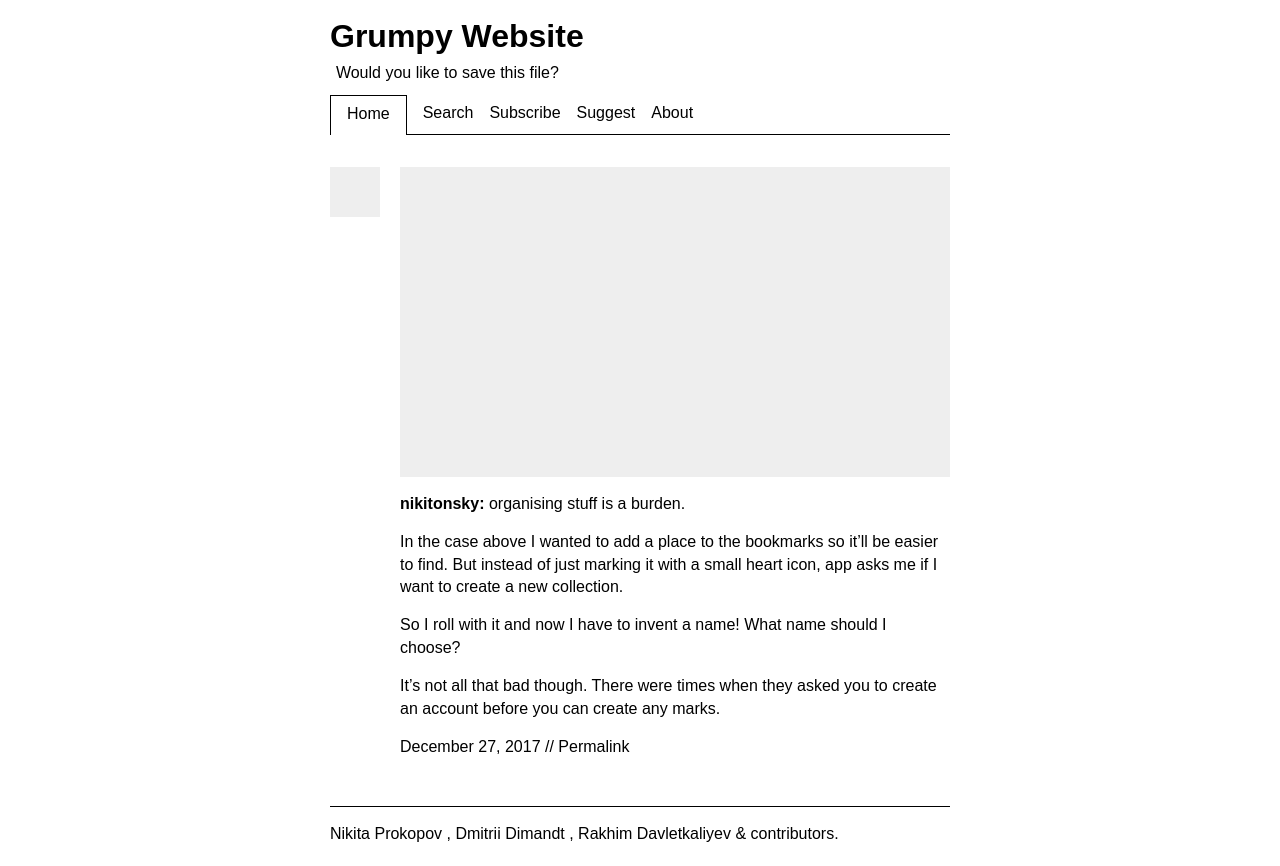 Grumpy Website
Would you like to save this file?
Home Search Subscribe Suggest About
nikitonsky: organising stuff is a burden.
In the case above I wanted to add a place to the bookmarks so it’ll be easier
to find. But instead of just marking it with a small heart icon, app asks me if I
want to create a new collection.
So I roll with it and now I have to invent a name! What name should I
choose?
It’s not all that bad though. There were times when they asked you to create
an account before you can create any marks.
December 27, 2017 // Permalink
Nikita Prokopov , Dmitrii Dimandt , Rakhim Davletkaliyev & contributors.